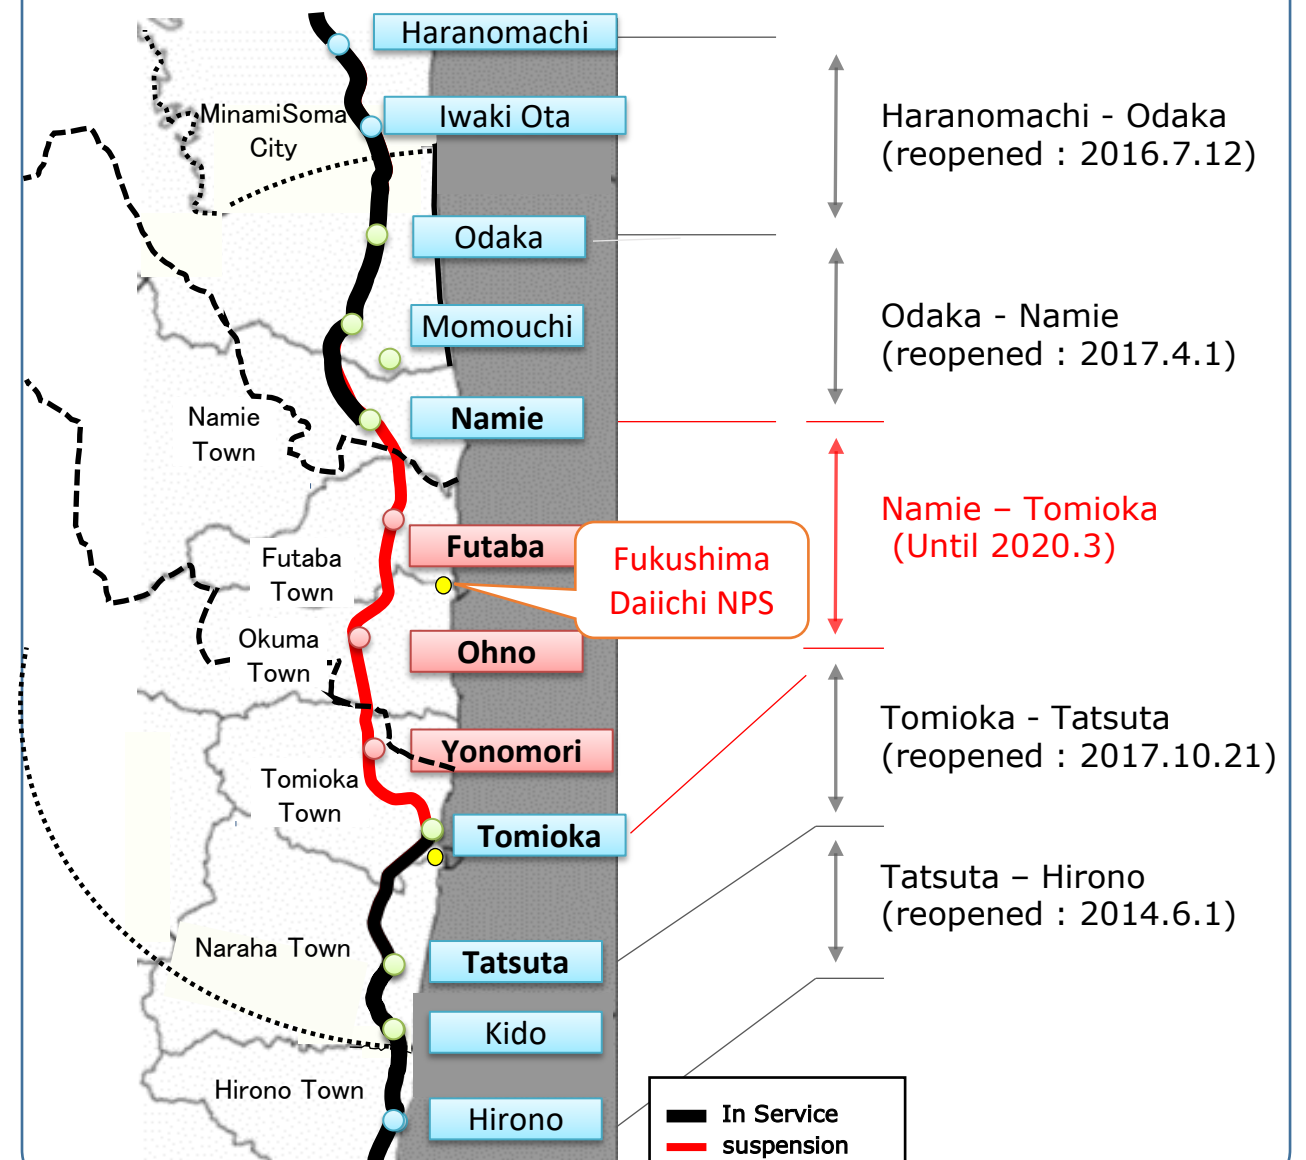 Haranomachi
Iwaki Ota
MinamiSoma
City
Odaka
Momouchi
Namie
Namie
Town
Futaba
Futaba
Town
Fukushima
Daiichi NPS
Okuma
Town
Ohno
Yonomori
Tomioka
Town
Tomioka
Naraha Town
Tatsuta
Kido
Hirono Town
Hirono
Haranomachi - Odaka
(reopened : 2016.7.12)
Odaka - Namie
(reopened : 2017.4.1)
Namie – Tomioka
(Until 2020.3)
Tomioka - Tatsuta
(reopened : 2017.10.21)
Tatsuta – Hirono
(reopened : 2014.6.1)
In Service
suspension